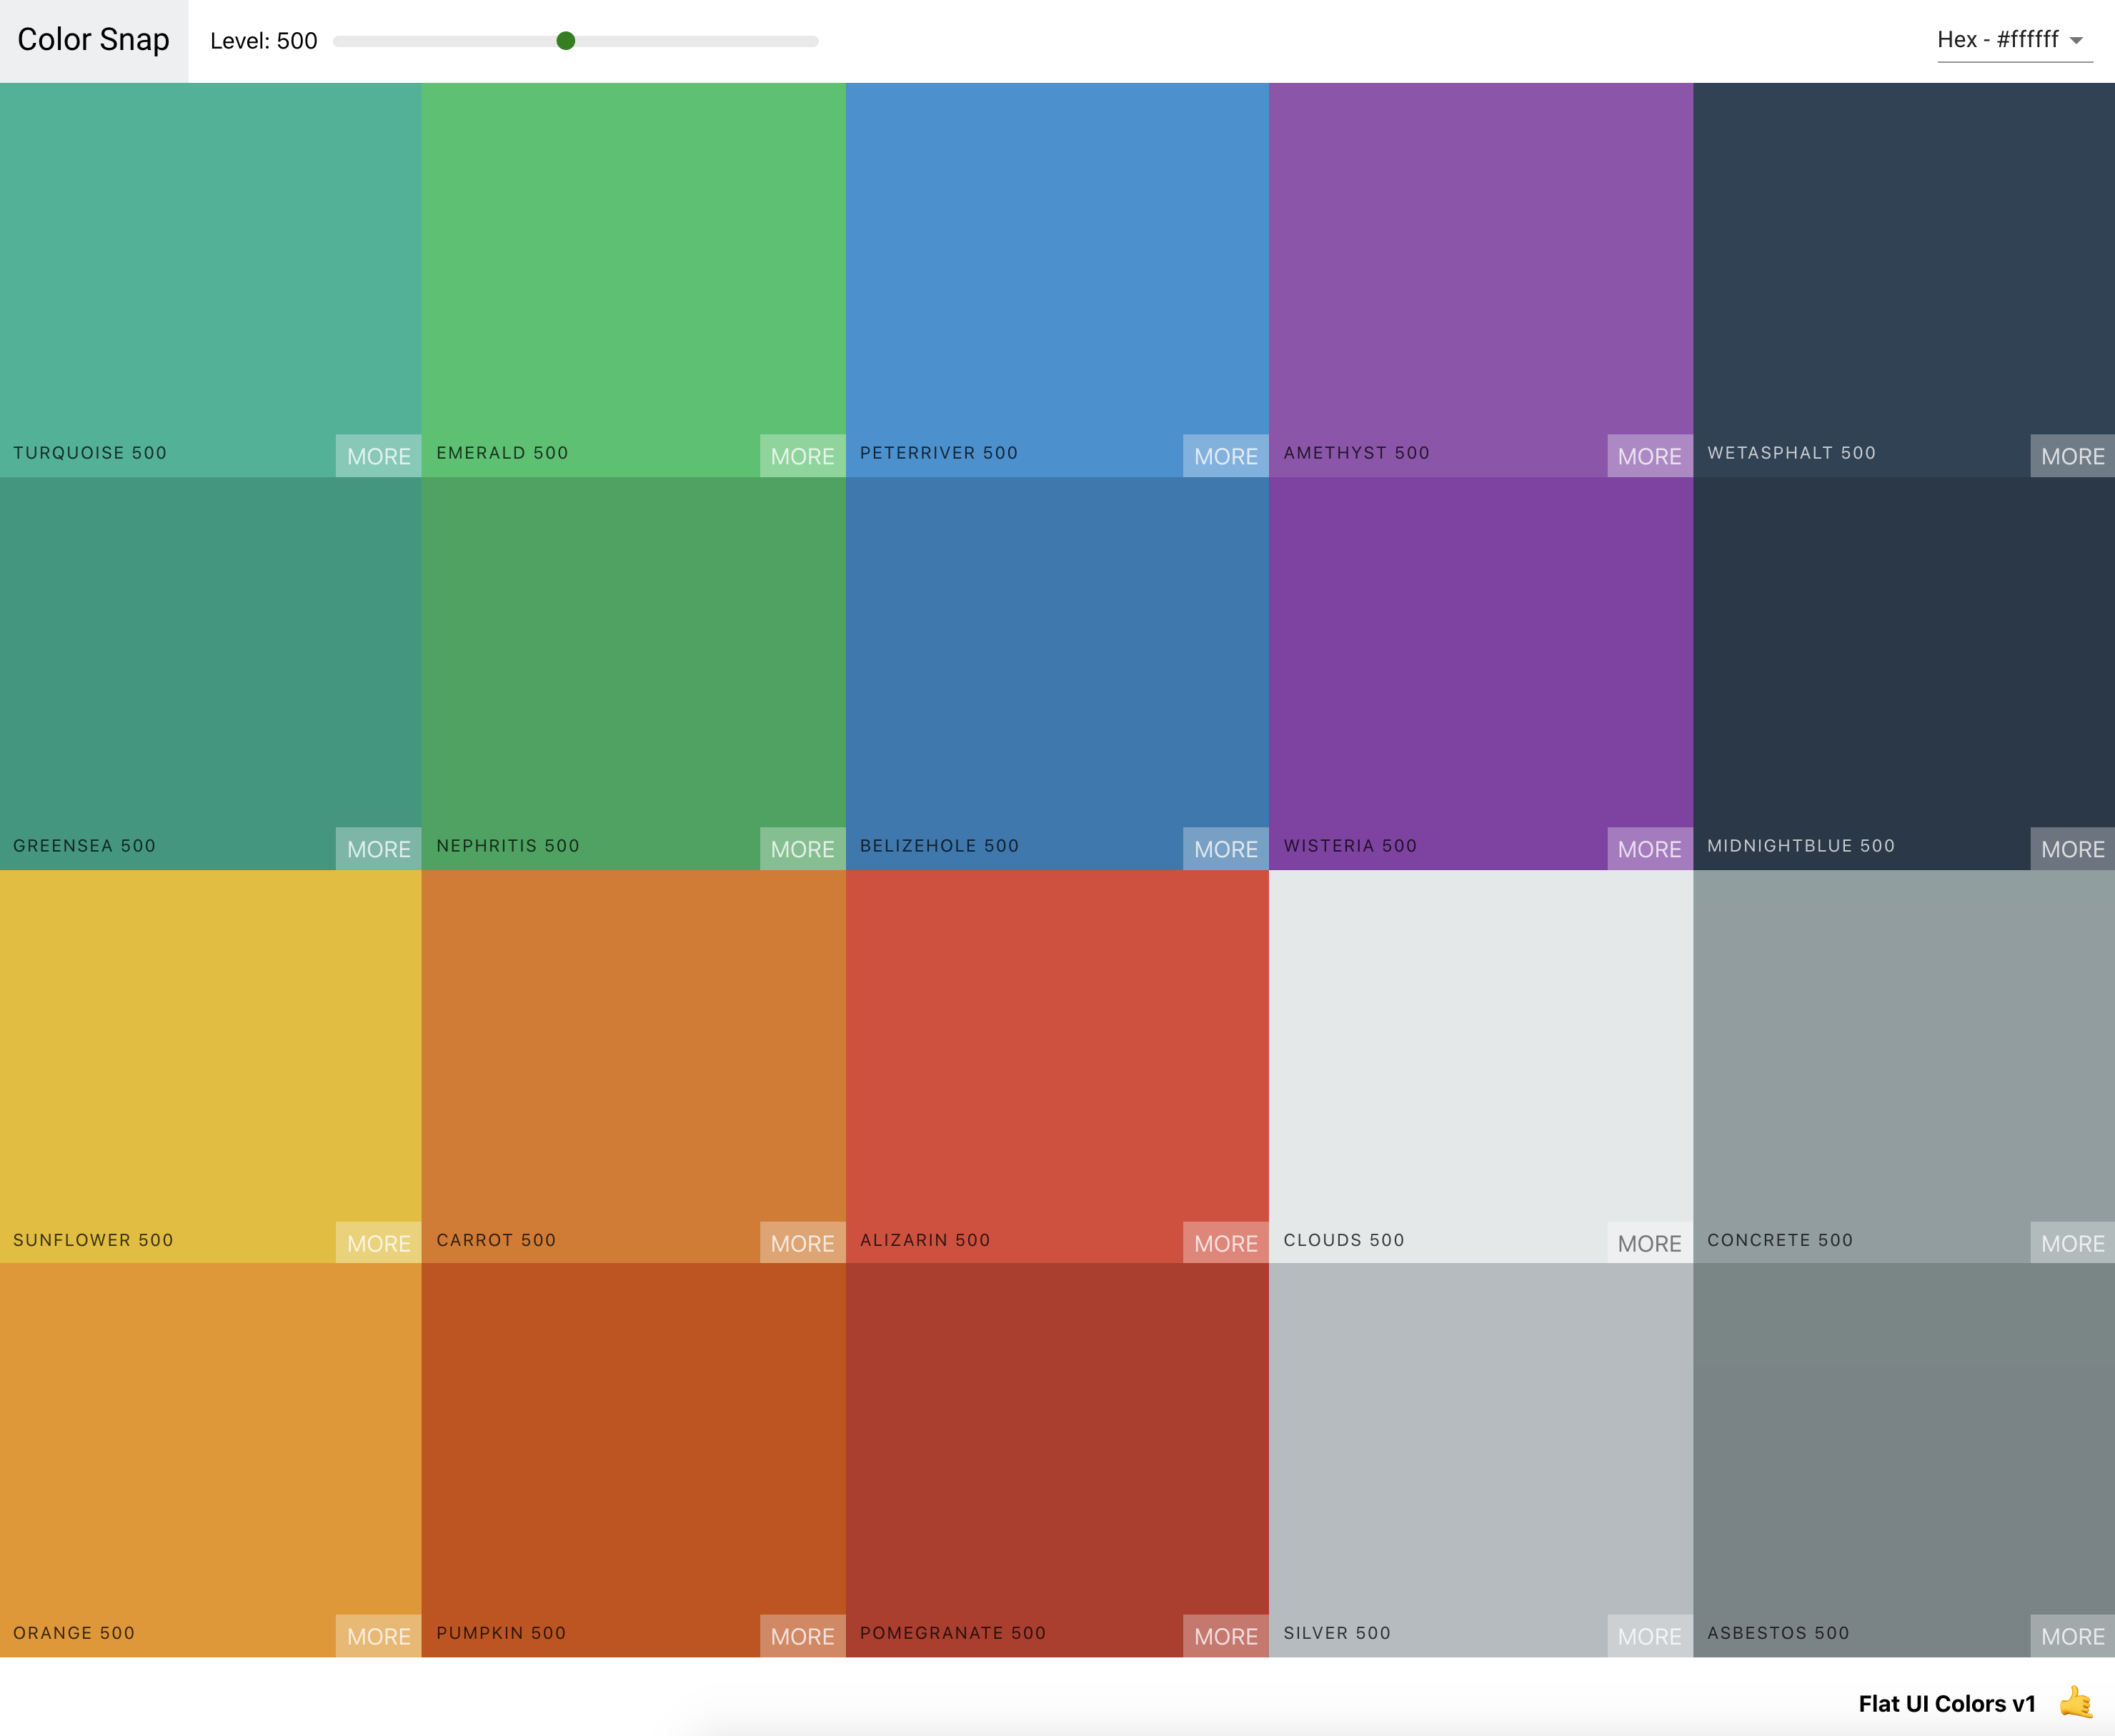 Color Snap
Level: 500
Hex - #ffffff
TURQUOISE 500
MORE
EMERALD 500
MORE
PETERRIVER 500
MORE
AMETHYST 500
MORE
WETASPHALT 500
MORE
GREENSEA 500
MORE
NEPHRITIS 500
MORE
BELIZEHOLE 500
MORE
WISTERIA 500
MORE
MIDNIGHTBLUE 500
MORE
SUNFLOWER 500
MORE
CARROT 500
MORE
ALIZARIN 500
MORE
CLOUDS 500
MORE
CONCRETE 500
MORE
ORANGE 500
MORE
PUMPKIN 500
MORE
POMEGRANATE 500
MORE
SILVER 500
MORE
ASBESTOS 500
MORE
Flat UI Colors v1 🤙